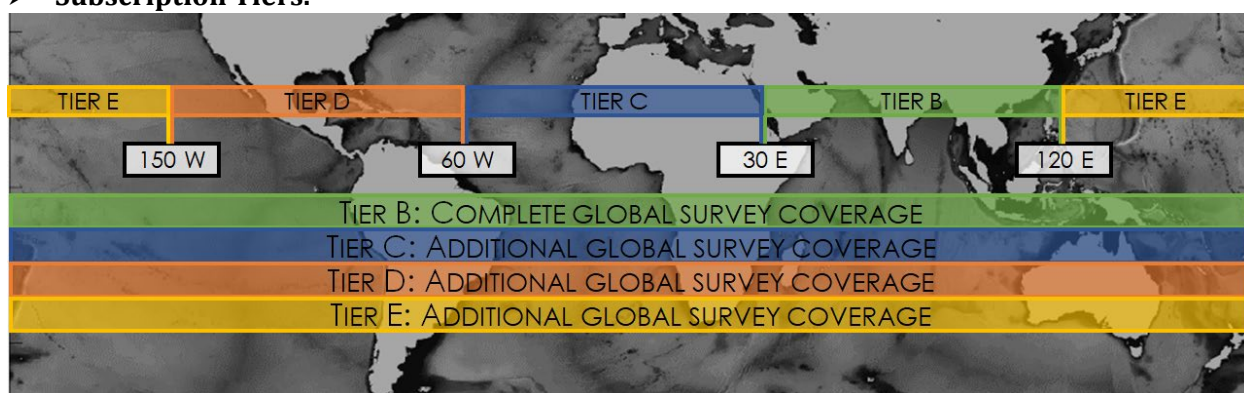 ➢ Subscription Tiers:
TIER E TIER D TIER C TIER B TIER E
150 W 60 W 30 E 120 E
TIER B: COMPLETE GLOBAL SURVEY COVERAGE
TIER C: ADDITIONAL GLOBAL SURVEY COVERAGE
TIER D: ADDITIONAL GLOBAL SURVEY COVERAGE
TIER E: ADDITIONAL GLOBAL SURVEY COVERAGE